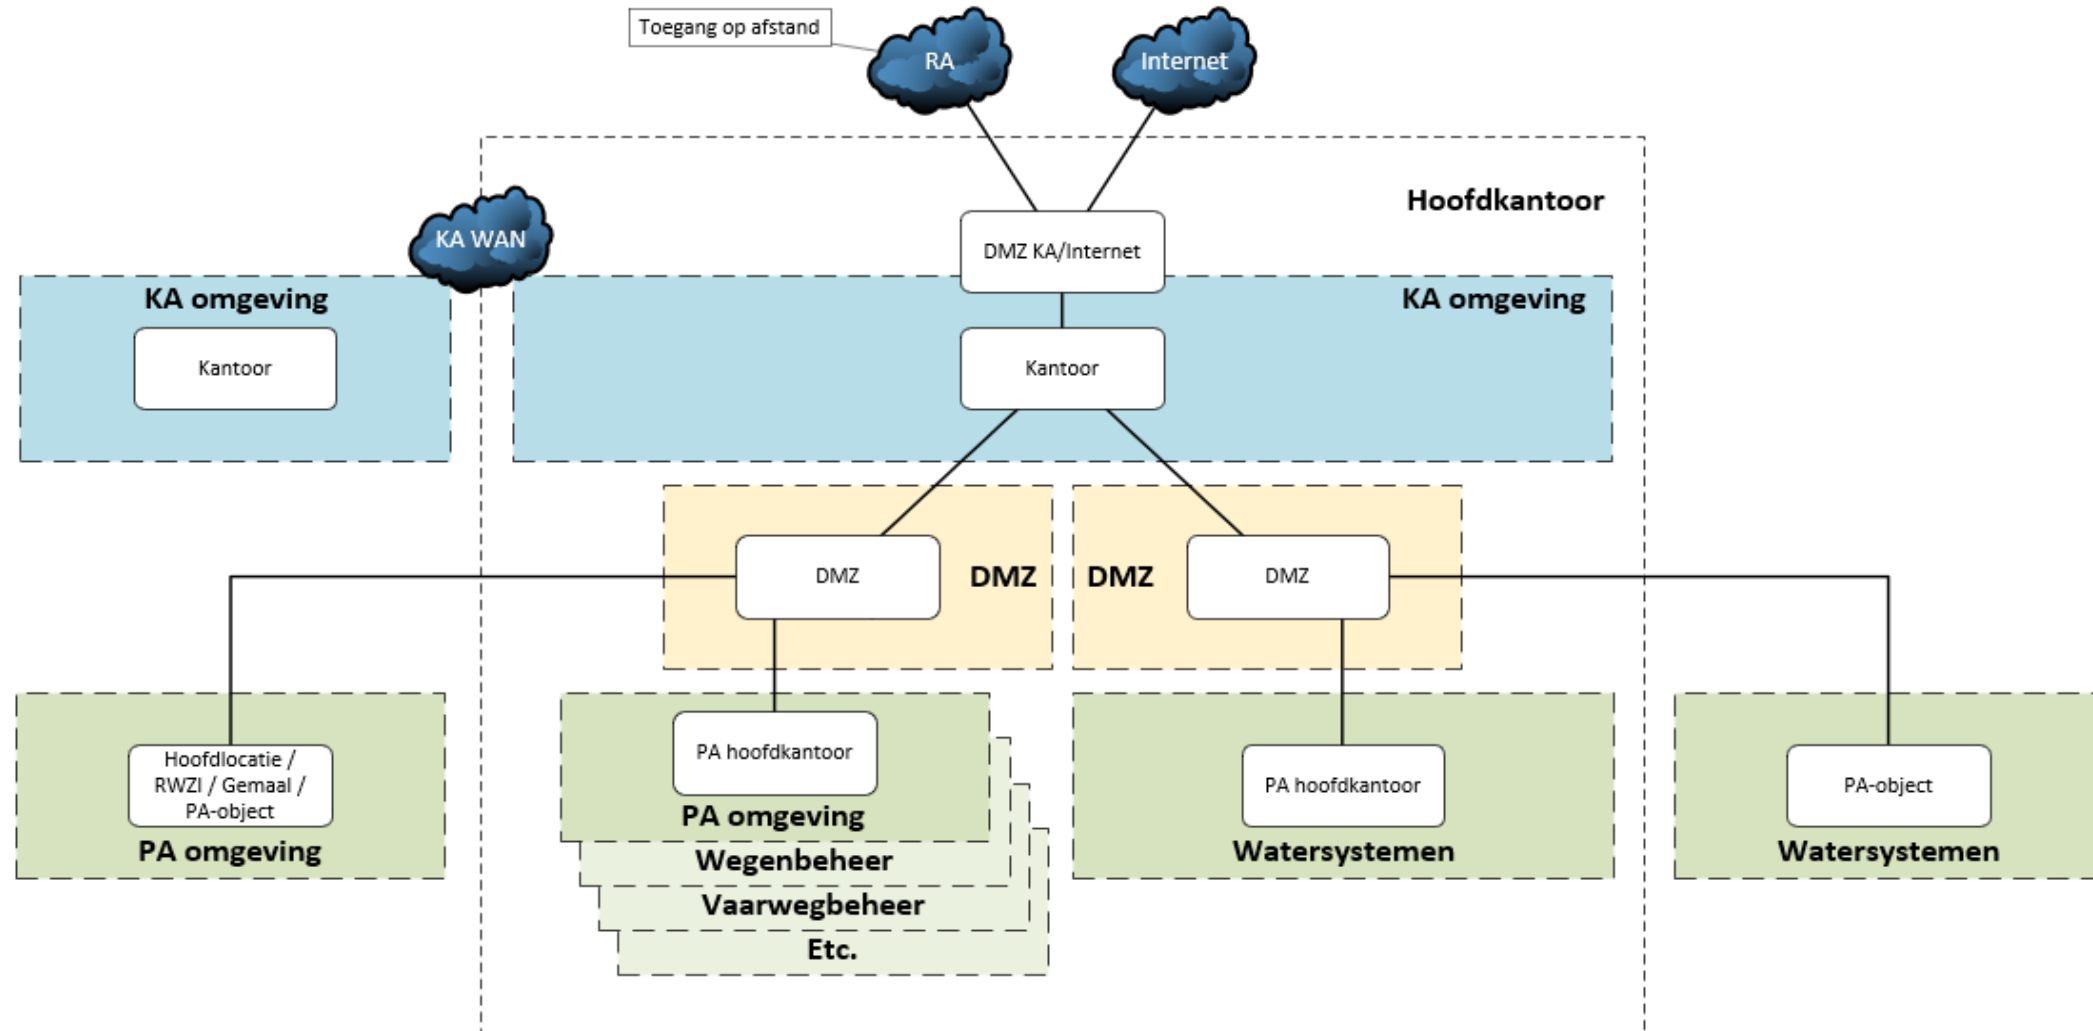 Toegang op afstand
RA
Internet
Hoofdkantoor
KA WAN
DMZ KA/Internet
KA omgeving
KA omgeving
Kantoor
Kantoor
DMZ
DMZ
DMZ
DMZ
Hoofdlocatie /
RWZI / Gemaal /
PA-object
PA omgeving
PA hoofdkantoor
PA omgeving
Wegenbeheer
Vaarwegbeheer
Etc.
PA hoofdkantoor
Watersystemen
PA-object
Watersystemen